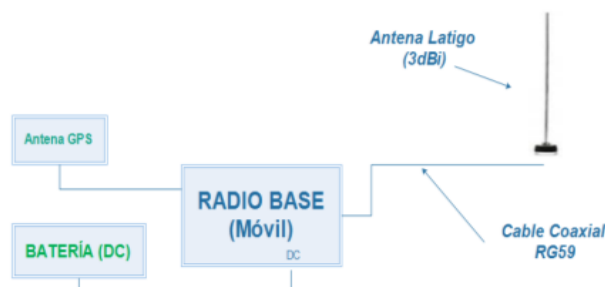 Antena Latigo
(3dBi)
Antena GPS
RADIO BASE
(Móvil)
DC
BATERÍA (DC)
Cable Coaxial
RG59